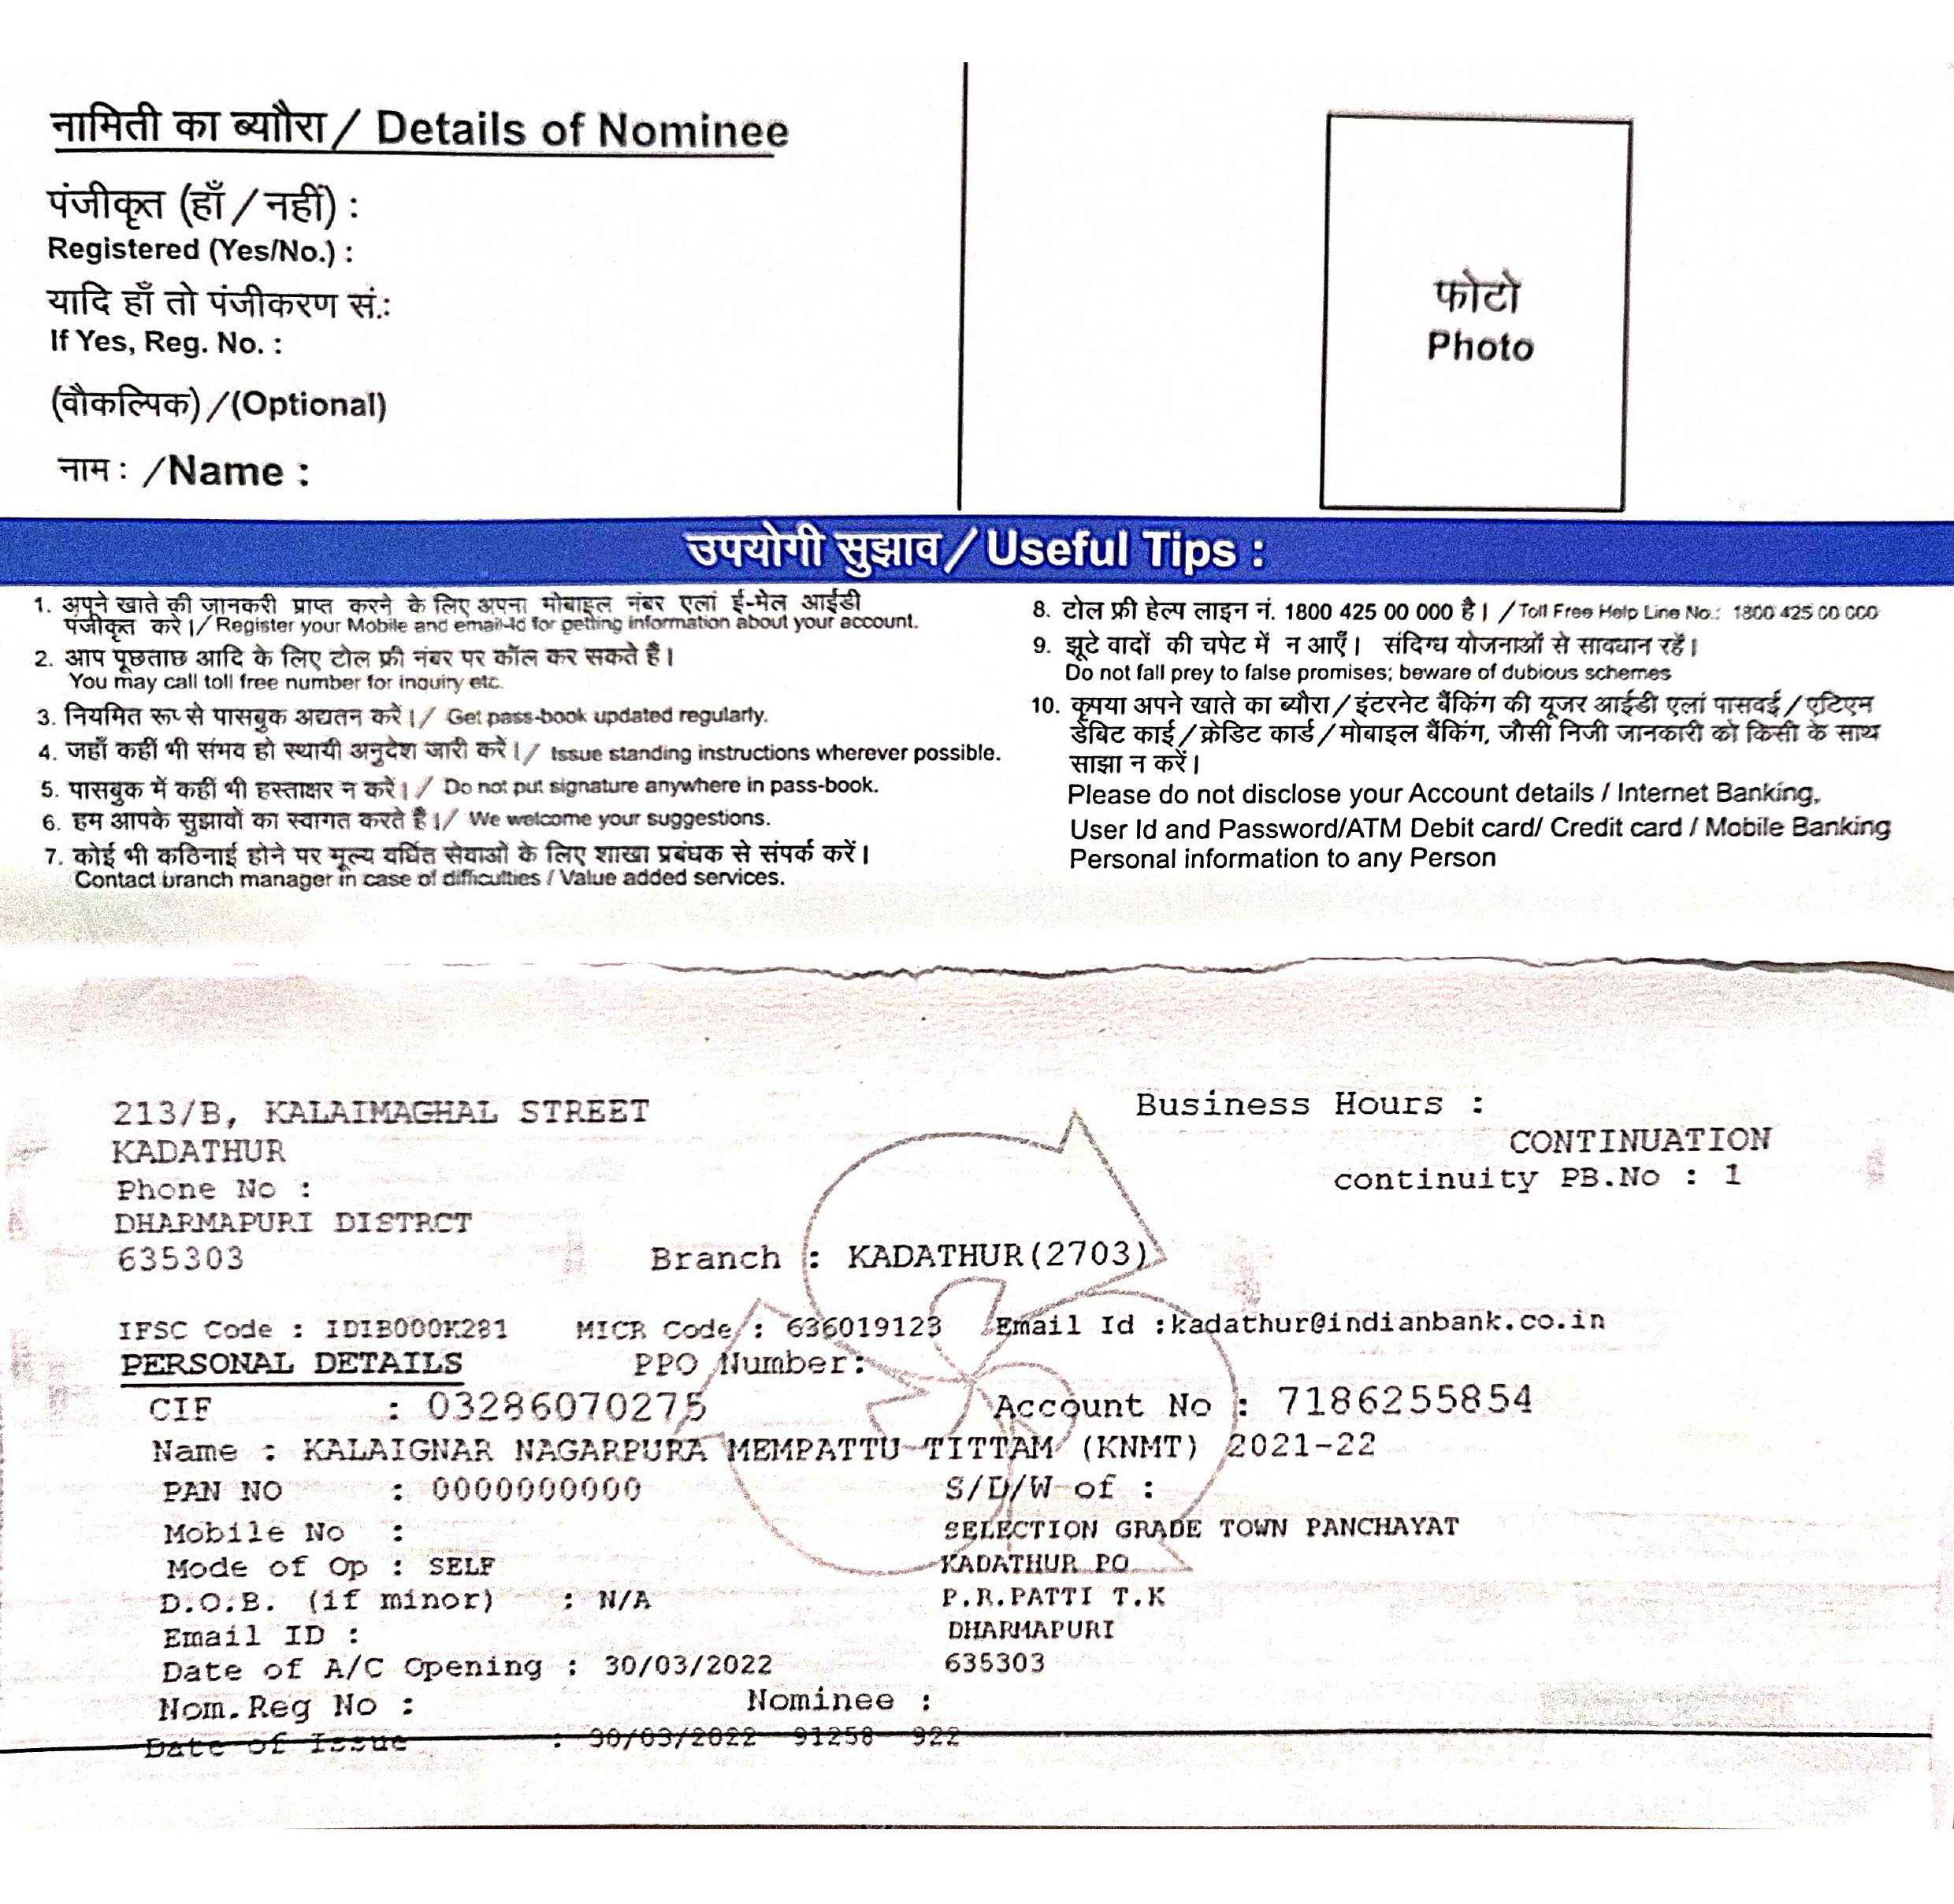 नामिती का ब्याौरा / Details of Nominee
पंजीकृत (हाँ / नहीं) :
Registered (Yes/No.) :
यादि हाँ तो पंजीकरण सं.:
If Yes, Reg. No. :
(वौकल्पिक) / (Optional)
नाम : /Name :
फोटो
Photo
उपयोगी सुझाव / Useful Tips :
1. अपने खाते की जानकरी प्राप्त करने के लिए अपना मोबाइल नंबर एलां ई-मेल आईडी
पंजीकृत करें। / Register your Mobile and email-id for getting information about your account.
2. आप पूछताछ आदि के लिए टोल फ्री नंबर पर कॉल कर सकते हैं।
You may call toll free number for inquiry etc.
3. नियमित रूप से पासबुक अद्यतन करें। / Get pass-book updated regularly.
4. जहाँ कहीं भी संभव हो स्थायी अनुदेश जारी करें। / Issue standing instructions wherever possible.
5. पासबुक में कहीं भी हस्ताक्षर न करें। / Do not put signature anywhere in pass-book.
6. हम आपके सुझावों का स्वागत करते हैं। / We welcome your suggestions.
7. कोई भी कठिनाई होने पर मूल्य वर्धित सेवाओं के लिए शाखा प्रबंधक से संपर्क करें।
Contact branch manager in case of difficulties / Value added services.
8. टोल फ्री हेल्प लाइन नं. 1800 425 00 000 है। / Toll Free Help Line No.: 1800 425 00 000
9. झूटे वादों की चपेट में न आएँ। संदिग्ध योजनाओं से सावधान रहें।
Do not fall prey to false promises; beware of dubious schemes
10. कृपया अपने खाते का ब्यौरा / इंटरनेट बैंकिंग की यूजर आईडी एलां पासवर्ड / एटिएम
डेबिट कार्ड / क्रेडिट कार्ड / मोबाइल बैंकिंग, जौसी निजी जानकारी को किसी के साथ
साझा न करें।
Please do not disclose your Account details / Internet Banking,
User Id and Password/ATM Debit card/ Credit card / Mobile Banking
Personal information to any Person
213/B, KALAIMAGHAL STREET
KADATHUR
Phone No :
DHARMAPURI DISTRCT
635303
Business Hours :
CONTINUATION
continuity PB.No : 1
Branch : KADATHUR(2703)
IFSC Code : IDIB000K281 MICR Code : 636019123 Email Id :kadathur@indianbank.co.in
PERSONAL DETAILS PPO Number:
CIF : 03286070275 Account No : 7186255854
Name : KALAIGNAR NAGARPURA MEMPATTU TITTAM (KNMT) 2021-22
PAN NO : 0000000000 S/D/W of :
Mobile No : SELECTION GRADE TOWN PANCHAYAT
Mode of Op : SELF KADATHUR PO
D.O.B. (if minor) : N/A P.R.PATTI T.K
Email ID : DHARMAPURI
Date of A/C Opening : 30/03/2022 635303
Nom.Reg No : Nominee :
Date of Issue : 30/03/2022 91258 922